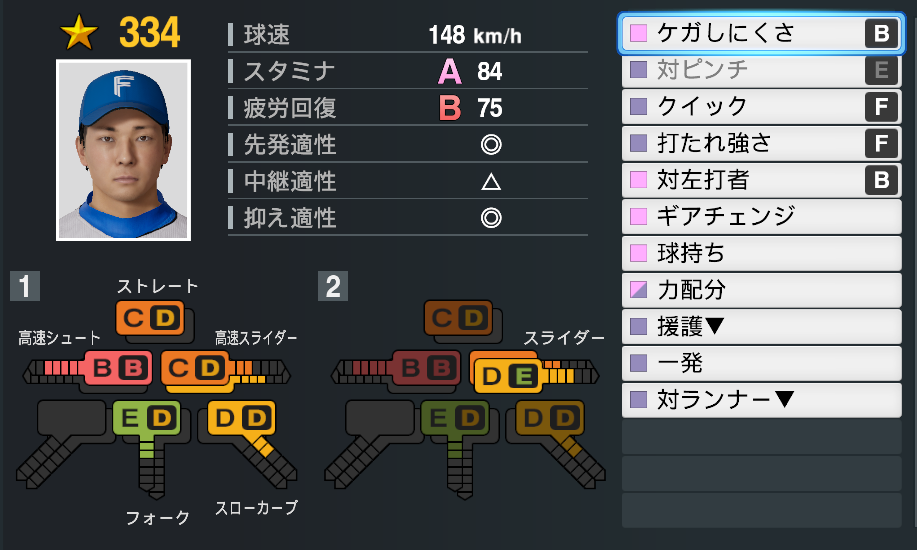 ★ 334
F
球速 148 km/h
スタミナ A 84
疲労回復 B 75
先発適性 ◎
中継適性 △
抑え適性 ◎
ケガしにくさ B
対ピンチ E
クイック F
打たれ強さ F
対左打者 B
ギアチェンジ
球持ち
力配分
援護▼
一発
対ランナー▼
1
ストレート
C D
高速シュート
B B
高速スライダー
C D
E D
フォーク
D D
スローカーブ
2
C D
B B
スライダー
D E
E D
D D